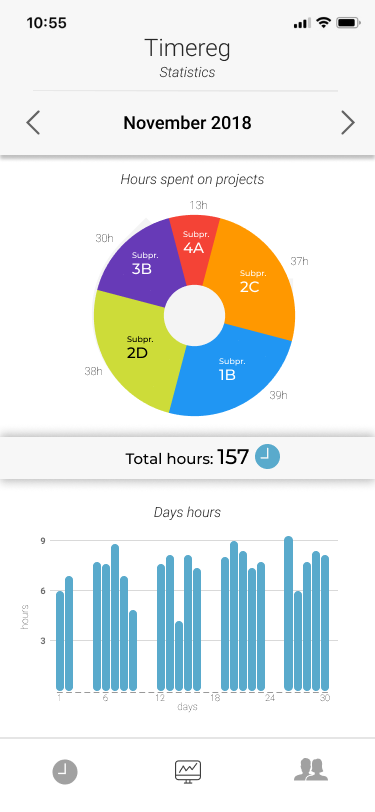 10:55
Timereg
Statistics
November 2018
Hours spent on projects
13h
Subpr.
4A
30h
Subpr.
3B
37h
Subpr.
2C
Subpr.
2D
38h
Subpr.
1B
39h
Total hours: 157
Days hours
9
6
3
hours
1 6 12 18 24 30
days